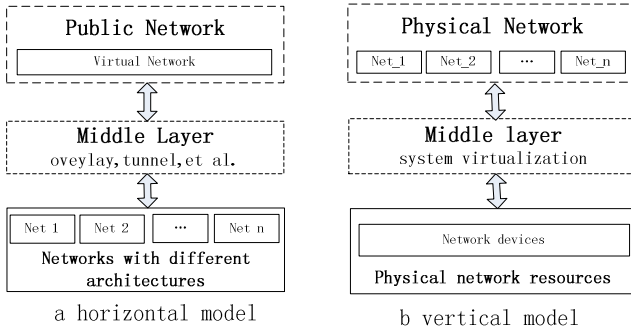 Public Network
Virtual Network
Middle Layer
oveylay,tunnel,et al.
Net 1 Net 2 … Net n
Networks with different
architectures
a horizontal model
Physical Network
Net_1 Net_2 … Net_n
Middle layer
system virtualization
Network devices
Physical network resources
b vertical model